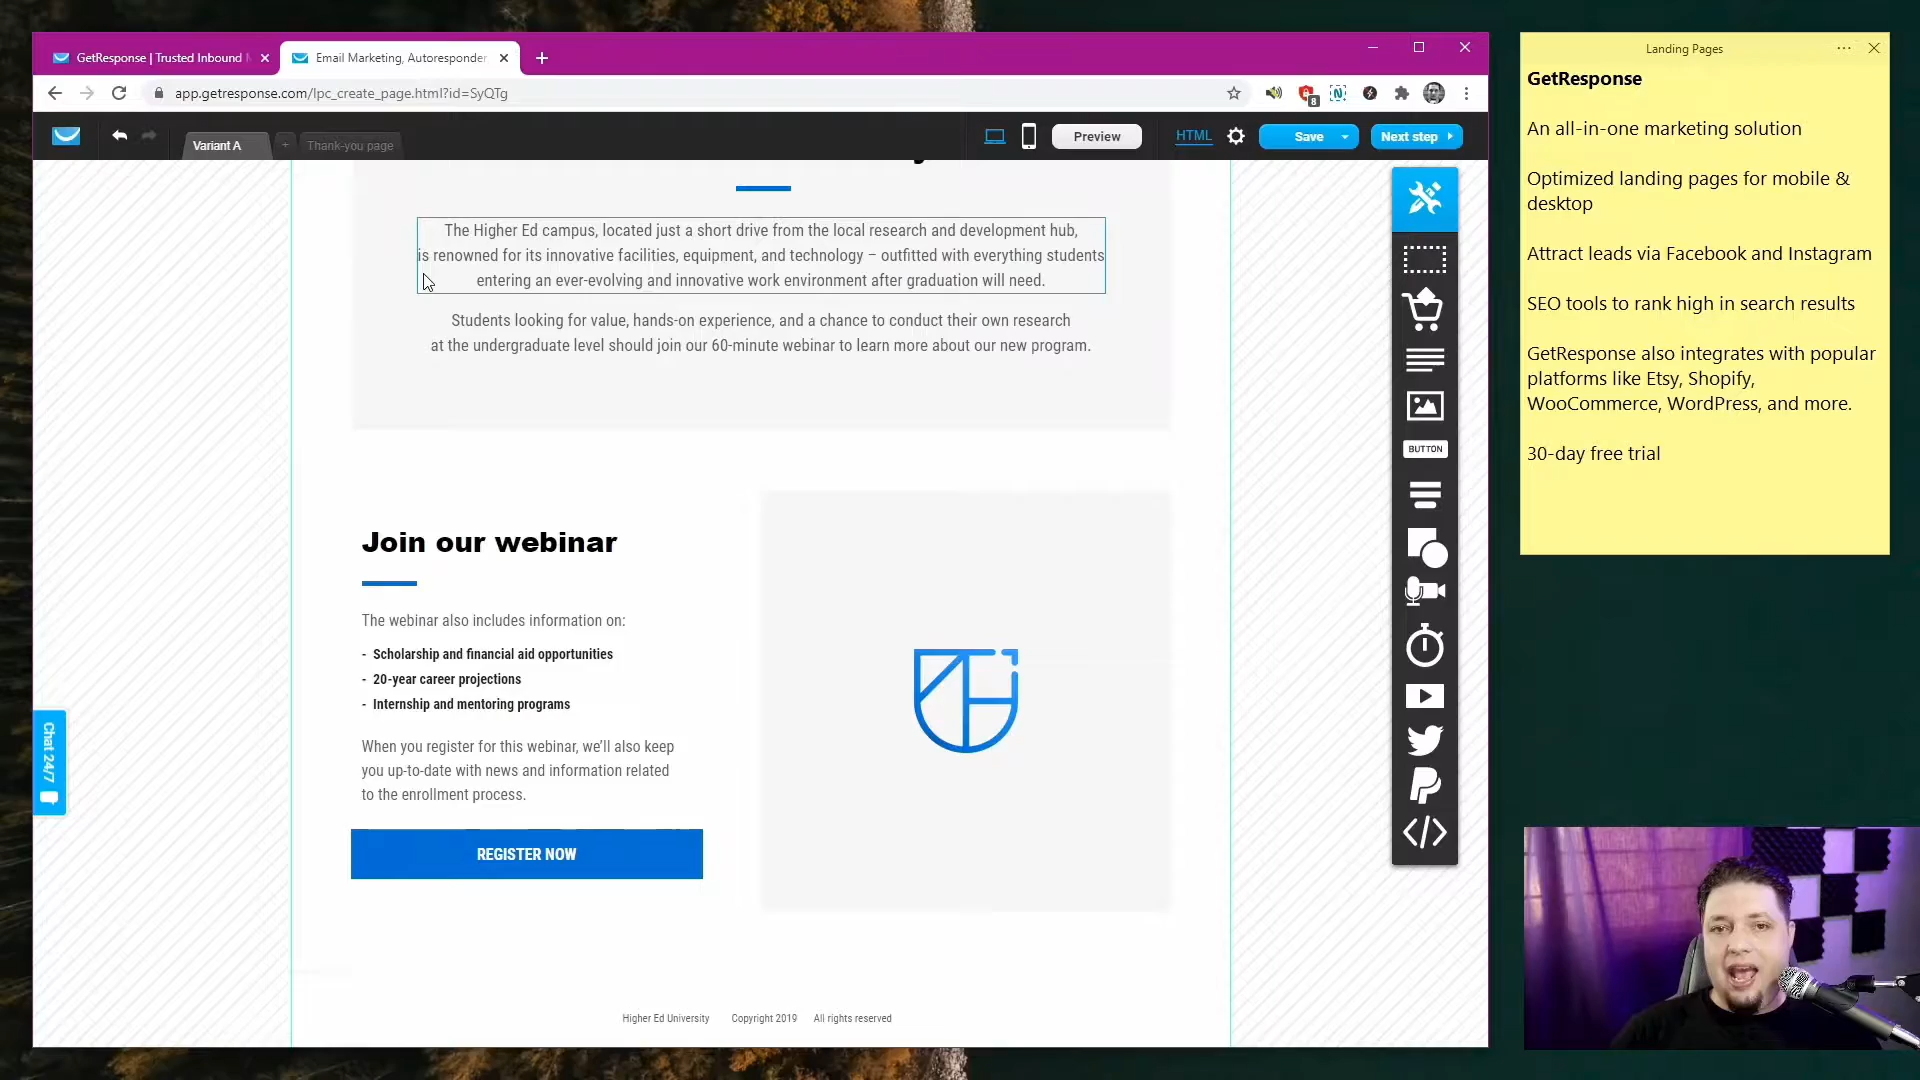 GetResponse | Trusted Inbound M
Email Marketing, Autoresponder
app.getresponse.com/lpc_create_page.html?id=SyQTg
8
Variant A
+
Thank-you page
Preview
HTML
Save
Next step
The Higher Ed campus, located just a short drive from the local research and development hub,
is renowned for its innovative facilities, equipment, and technology – outfitted with everything students
entering an ever-evolving and innovative work environment after graduation will need.
Students looking for value, hands-on experience, and a chance to conduct their own research
at the undergraduate level should join our 60-minute webinar to learn more about our new program.
Join our webinar
The webinar also includes information on:
- Scholarship and financial aid opportunities
- 20-year career projections
- Internship and mentoring programs
When you register for this webinar, we'll also keep
you up-to-date with news and information related
to the enrollment process.
REGISTER NOW
Higher Ed University Copyright 2019 All rights reserved
Chat 24/7
BUTTON
Landing Pages
GetResponse
An all-in-one marketing solution
Optimized landing pages for mobile &
desktop
Attract leads via Facebook and Instagram
SEO tools to rank high in search results
GetResponse also integrates with popular
platforms like Etsy, Shopify,
WooCommerce, WordPress, and more.
30-day free trial